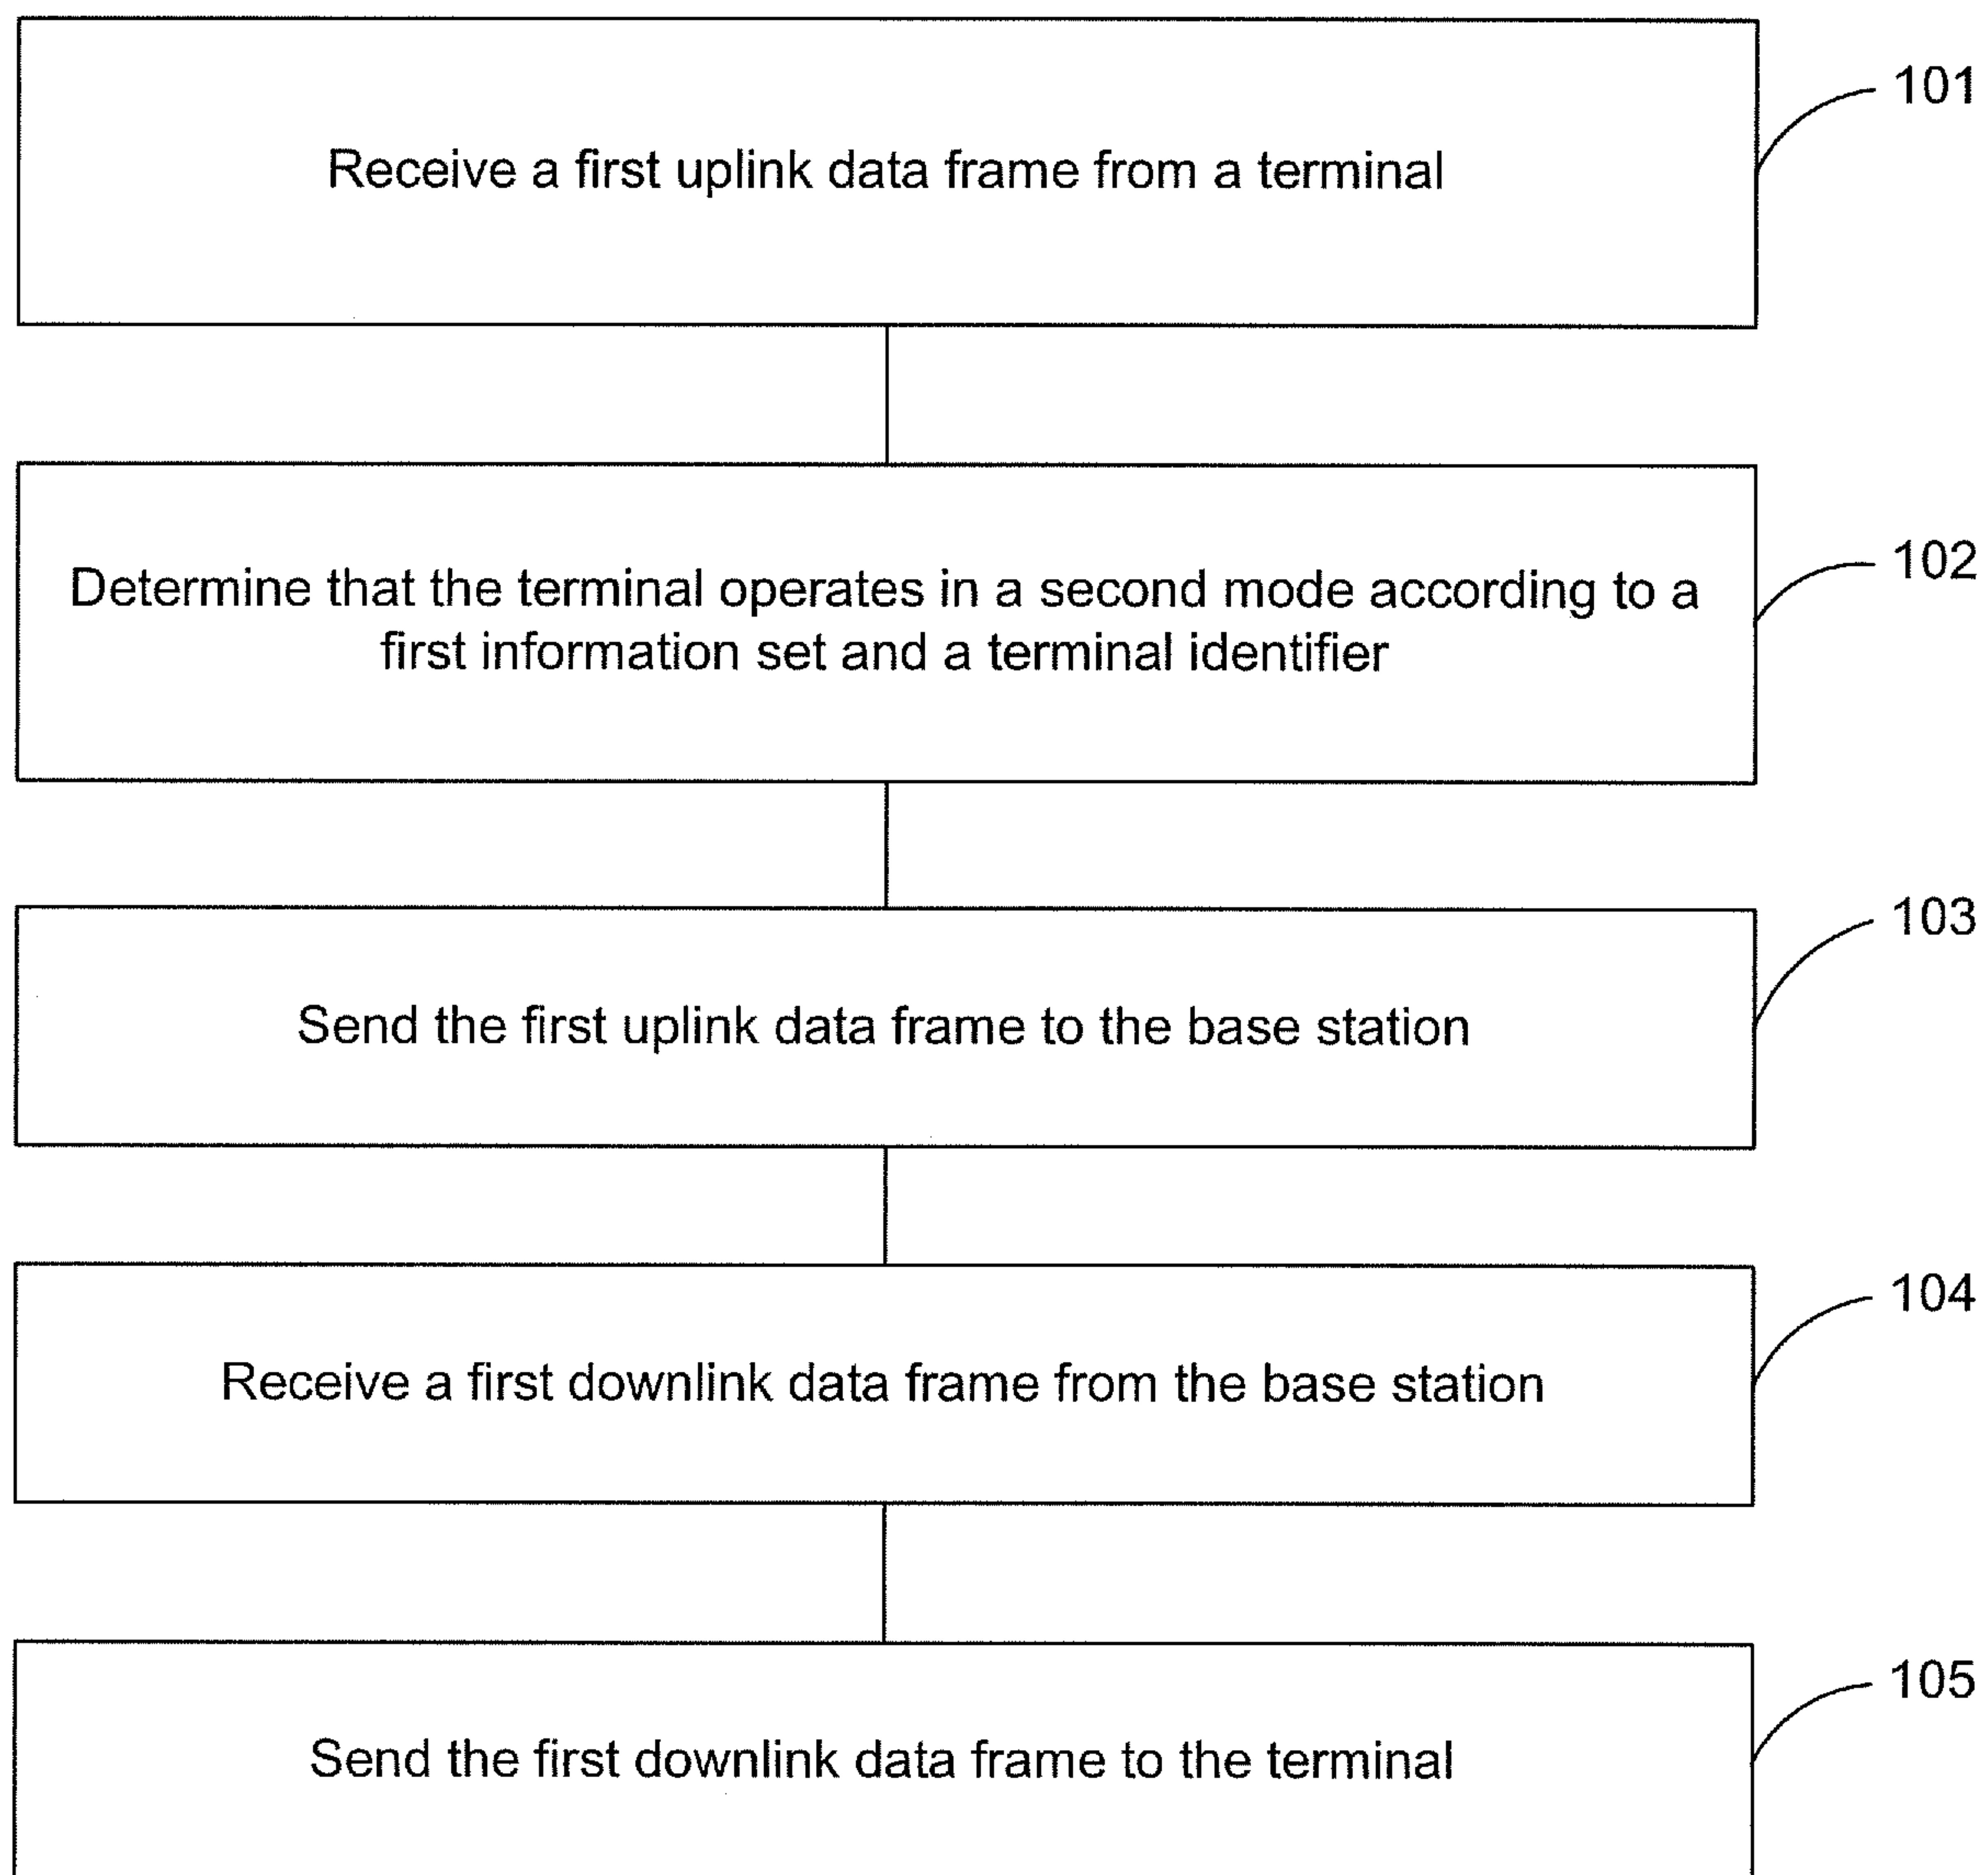 101
Receive a first uplink data frame from a terminal
102
Determine that the terminal operates in a second mode according to a
first information set and a terminal identifier
103
Send the first uplink data frame to the base station
104
Receive a first downlink data frame from the base station
105
Send the first downlink data frame to the terminal